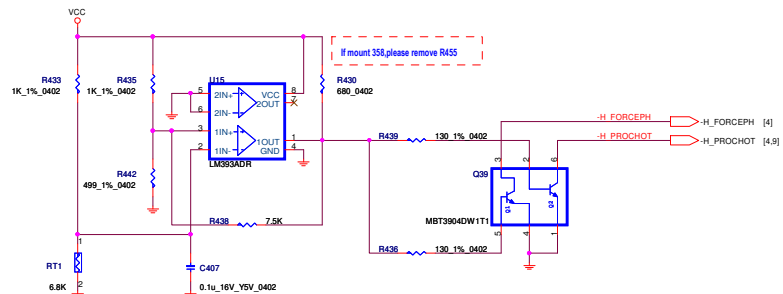 VCC
If mount 358,please remove R455
R433
1K_1%_0402
R435
1K_1%_0402
U15
R430
680_0402
5 2IN+ VCC 8
6 2IN- 2OUT 7
3 1IN+ 1OUT 1
2 1IN- GND 4
LM393ADR
R442
499_1%_0402
R439 130_1%_0402
-H_FORCEPH
-H_FORCEPH [4]
-H_PROCHOT
-H_PROCHOT [4,9]
3 2 6
Q39
Q1
Q2
MBT3904DW1T1
5 4 1
R438 7.5K
R436 130_1%_0402
1
RT1
2
6.8K
C407
0.1u_16V_Y5V_0402